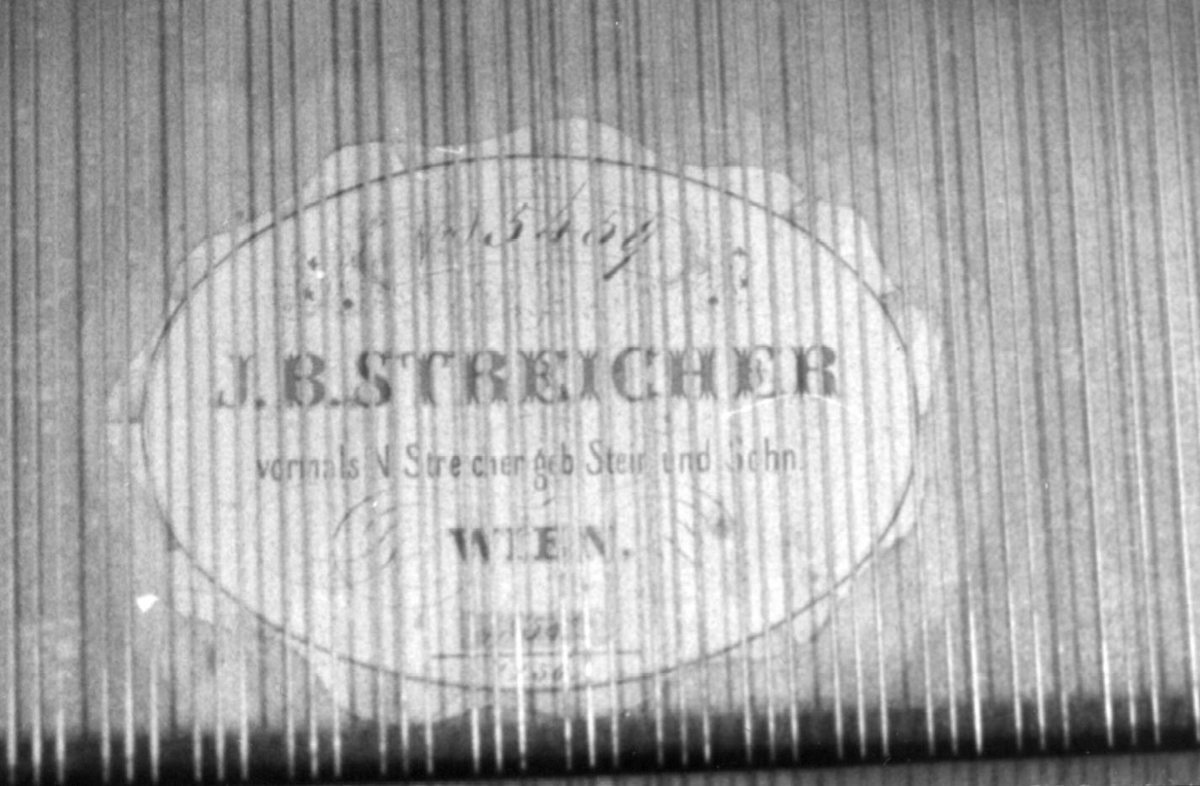 J. B. STREICHER
vormals N Streicher geb Stein und Sohn.
WIEN.